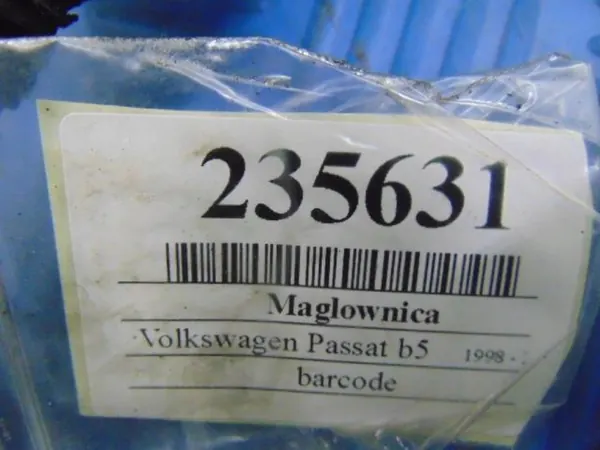 235631
Maglownica
Volkswagen Passat b5 1998 -
barcode